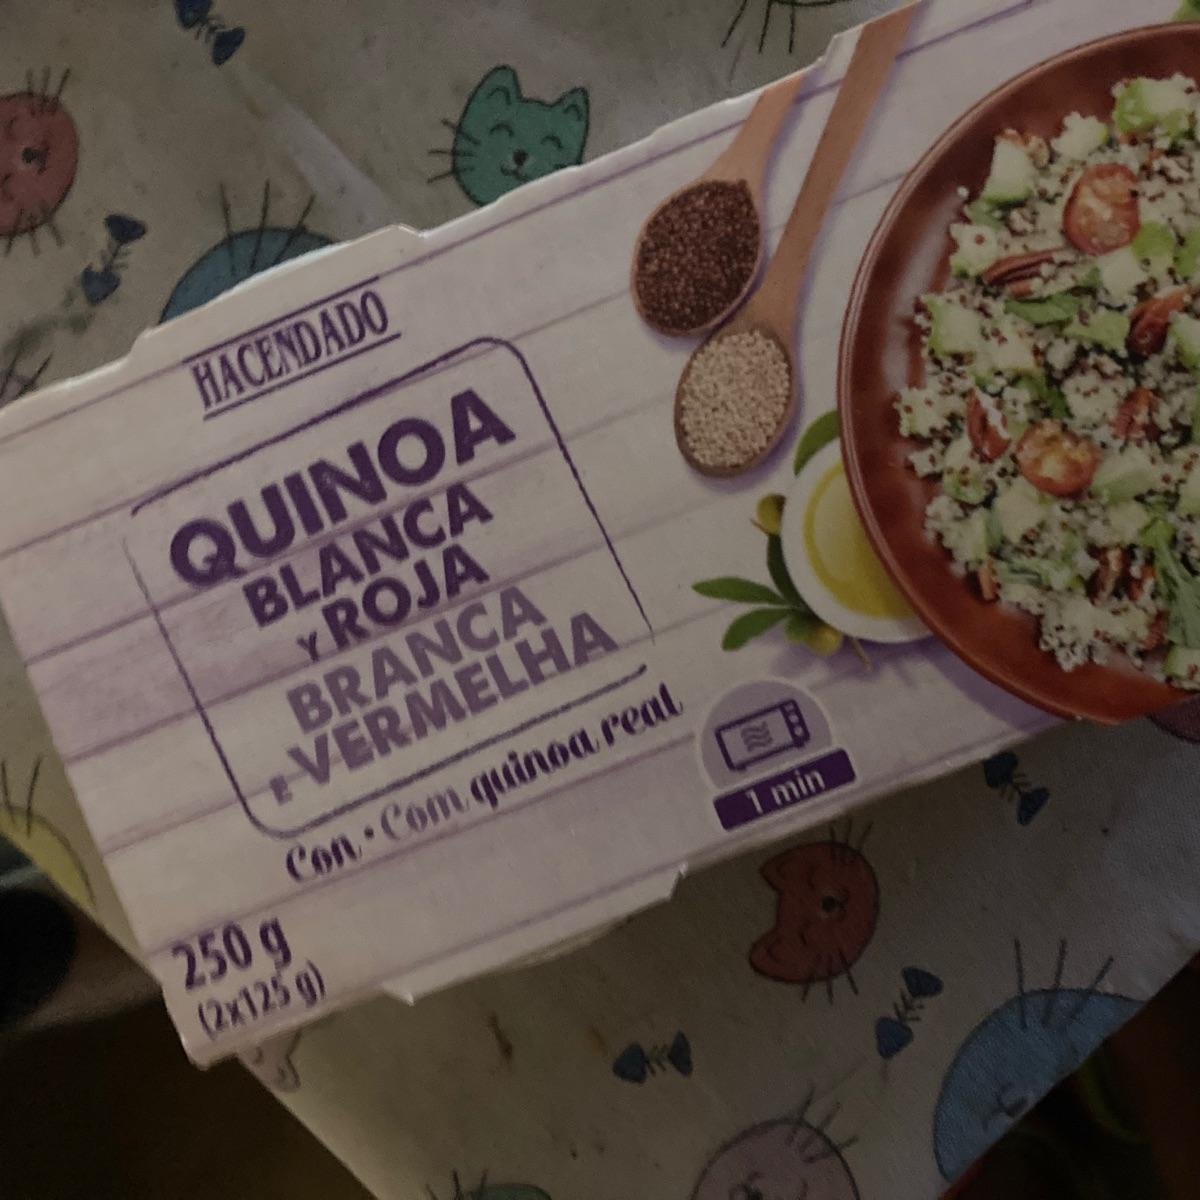 HACENDADO
QUINOA
BLANCA
Y ROJA
BRANCA
E VERMELHA
Con • Com quinoa real
1 min
250 g
(2x125 g)